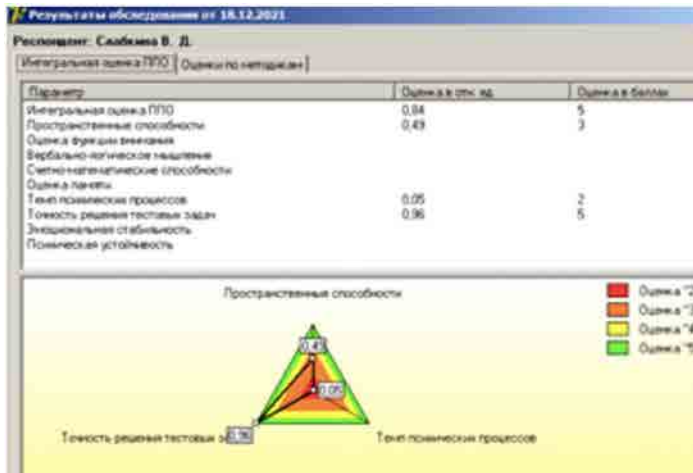 Результаты обследования от 18.12.2021
Респондент: Слабкина В. Д.
Интегральная оценка ППО Оценки по методикам
Параметр Оценка в отн. ед. Оценка в баллах
Интегральная оценка ППО 0,84 5
Пространственные способности 0,49 3
Оценка функции внимания
Вербально-логическое мышление
Счетно-математические способности
Оценка памяти
Темп психических процессов 0,05 2
Точность решения тестовых задач 0,96 5
Эмоциональная стабильность
Психическая устойчивость
Пространственные способности
Оценка "2
Оценка "3
Оценка "4
Оценка "5
0,49
0,05
Точность решения тестовых з 0,96 Темп психических процессов